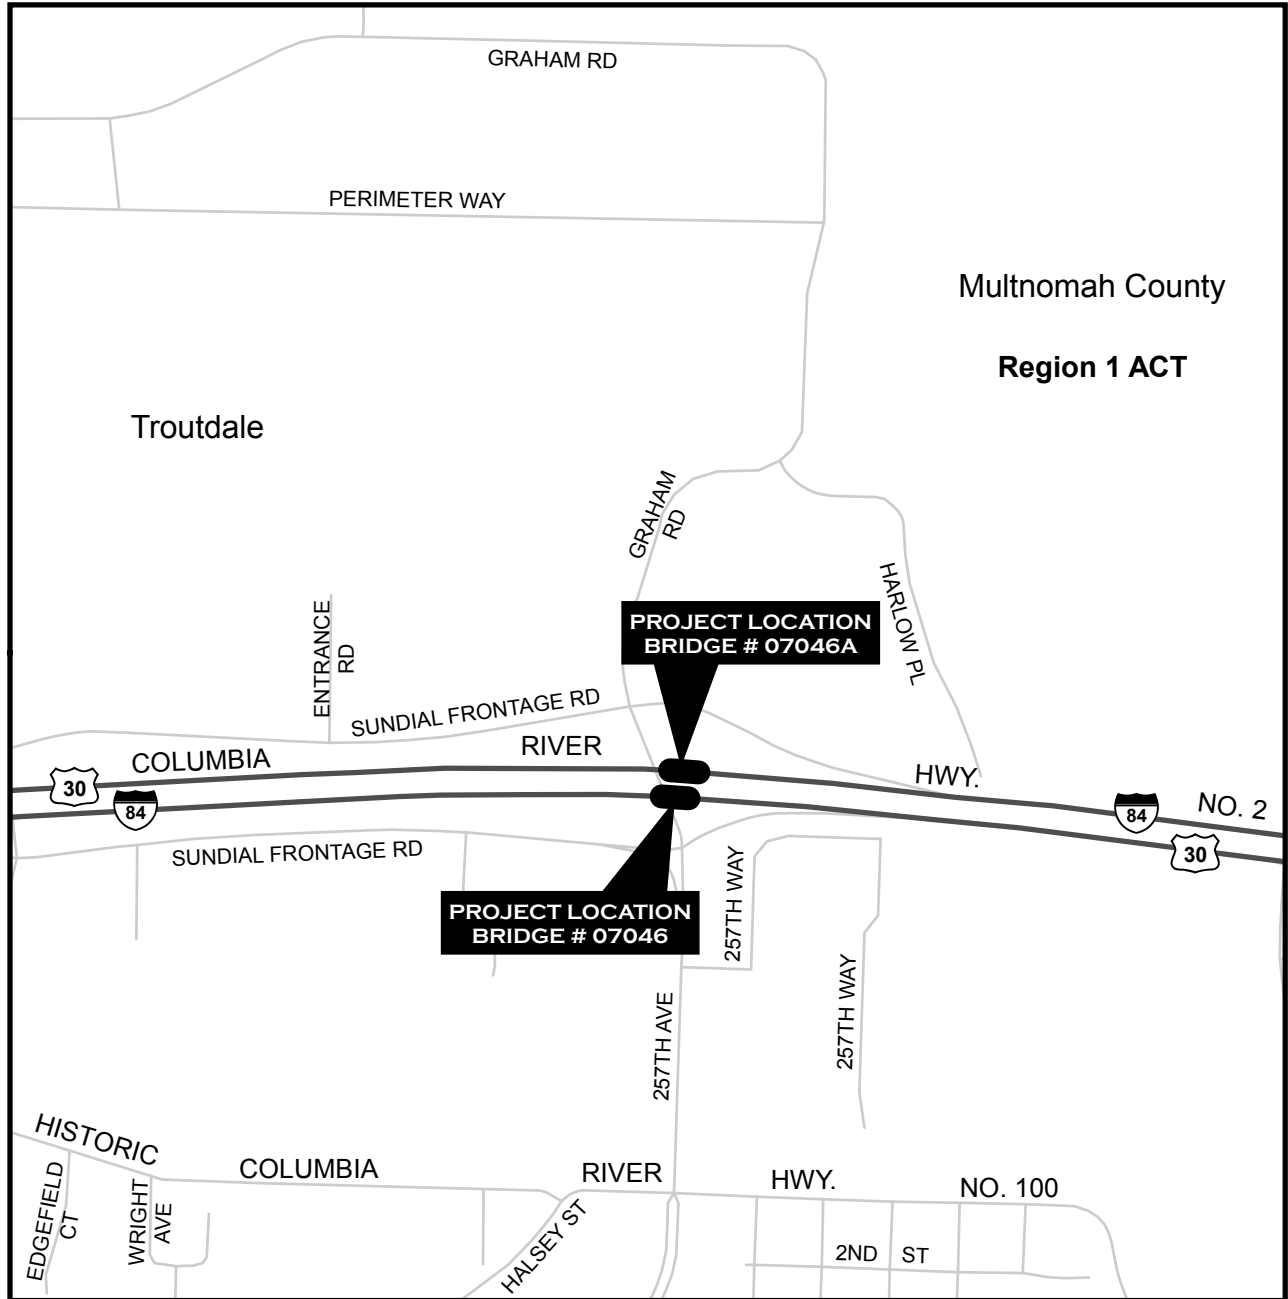 GRAHAM RD
PERIMETER WAY
Multnomah County
Region 1 ACT
Troutdale
GRAHAM
RD
HARLOW PL
ENTRANCE
RD
PROJECT LOCATION
BRIDGE # 07046A
SUNDIAL FRONTAGE RD
COLUMBIA RIVER HWY. NO. 2
30
84
84
30
SUNDIAL FRONTAGE RD
PROJECT LOCATION
BRIDGE # 07046
257TH WAY
257TH WAY
257TH AVE
HISTORIC COLUMBIA RIVER HWY. NO. 100
EDGEFIELD
CT
WRIGHT
AVE
HALSEY ST
2ND ST